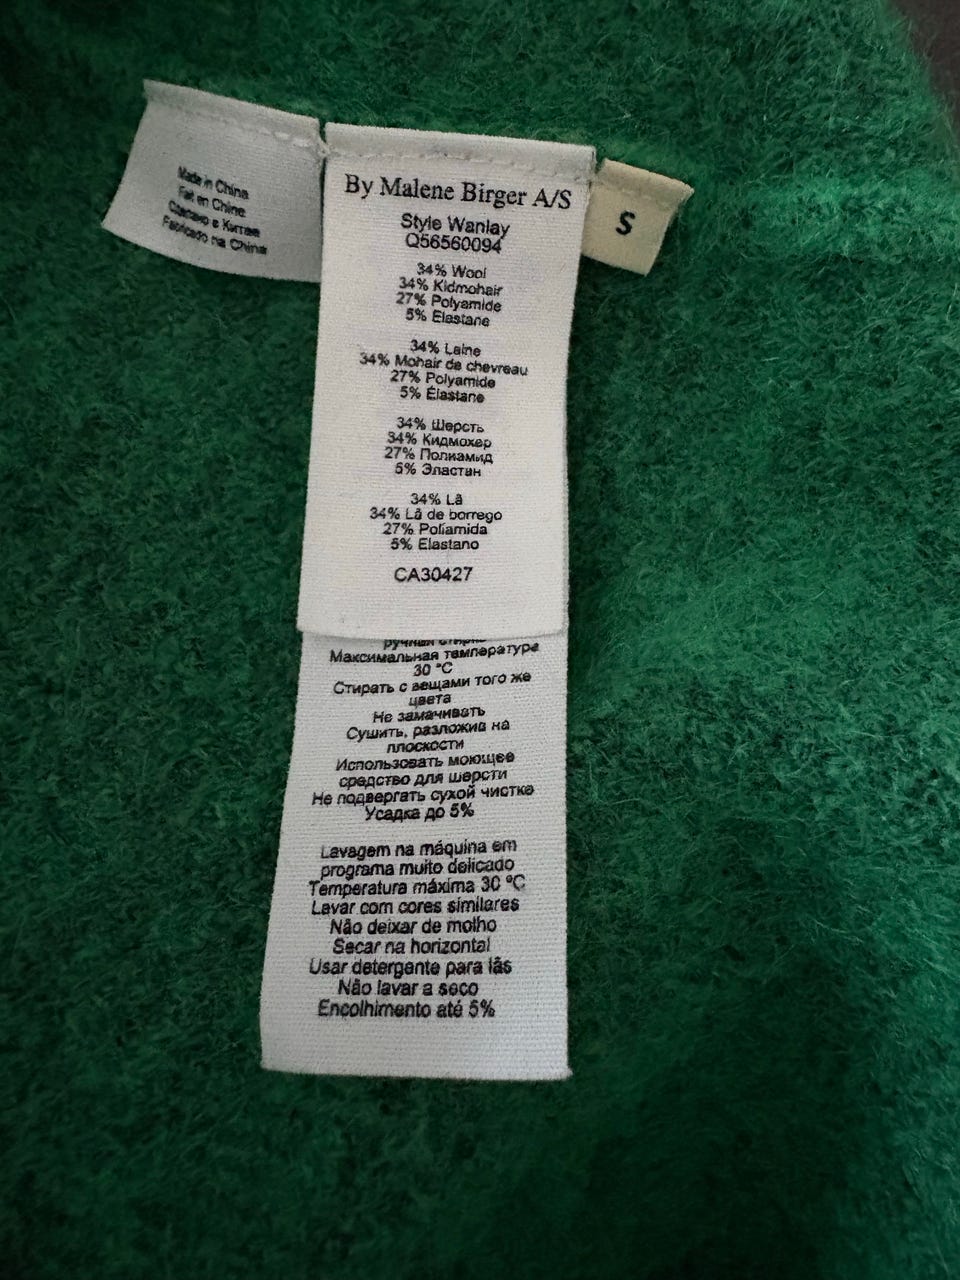 Made in China
Fait en Chine
Сделано в Китае
Fabricado na China
By Malene Birger A/S
Style Wanlay
Q56560094
34% Wool
34% Kidmohair
27% Polyamide
5% Elastane
34% Laine
34% Mohair de chevreau
27% Polyamide
5% Élastane
34% Шерсть
34% Кидмохер
27% Полиамид
5% Эластан
34% Lã
34% Lã de borrego
27% Poliamida
5% Elastano
CA30427
S
ручная стирка
Максимальная температура
30 °C
Стирать с вещами того же
цвета
Не замачивать
Сушить, разложив на
плоскости
Использовать моющее
средство для шерсти
Не подвергать сухой чистке
Усадка до 5%
Lavagem na máquina em
programa muito delicado
Temperatura máxima 30 °C
Lavar com cores similares
Não deixar de molho
Secar na horizontal
Usar detergente para lãs
Não lavar a seco
Encolhimento até 5%